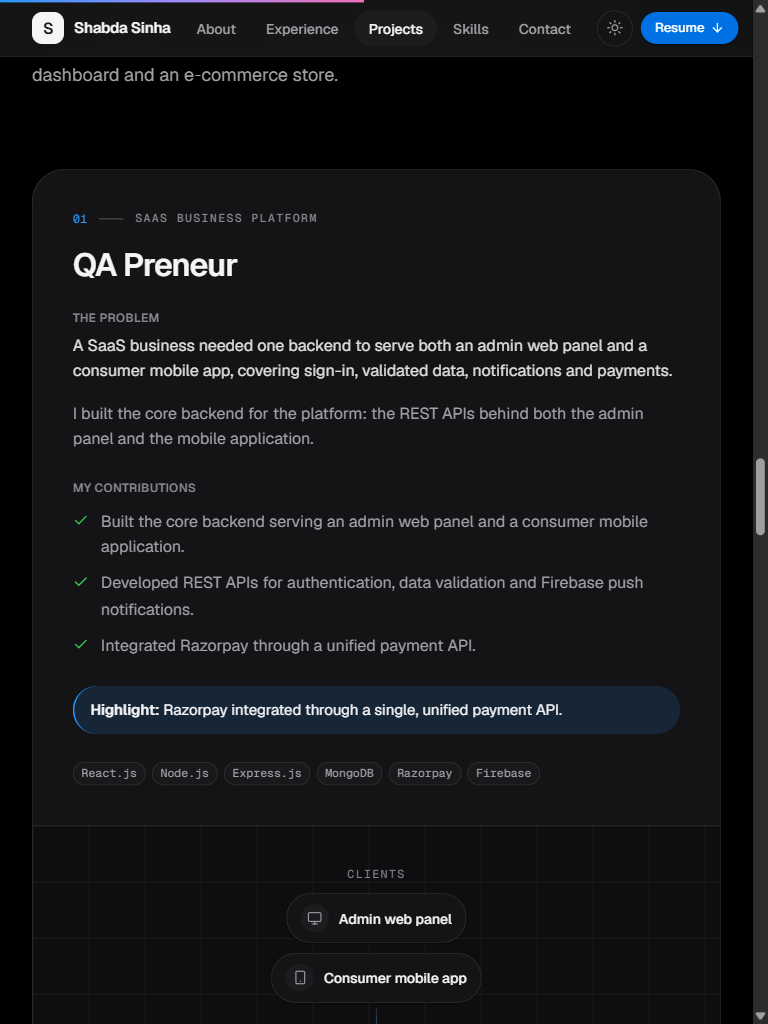 S Shabda Sinha About Experience Projects Skills Contact Resume ↓
dashboard and an e-commerce store.
01 SAAS BUSINESS PLATFORM
QA Preneur
THE PROBLEM
A SaaS business needed one backend to serve both an admin web panel and a
consumer mobile app, covering sign-in, validated data, notifications and payments.
I built the core backend for the platform: the REST APIs behind both the admin
panel and the mobile application.
MY CONTRIBUTIONS
Built the core backend serving an admin web panel and a consumer mobile
application.
Developed REST APIs for authentication, data validation and Firebase push
notifications.
Integrated Razorpay through a unified payment API.
Highlight: Razorpay integrated through a single, unified payment API.
React.js Node.js Express.js MongoDB Razorpay Firebase
CLIENTS
Admin web panel
Consumer mobile app